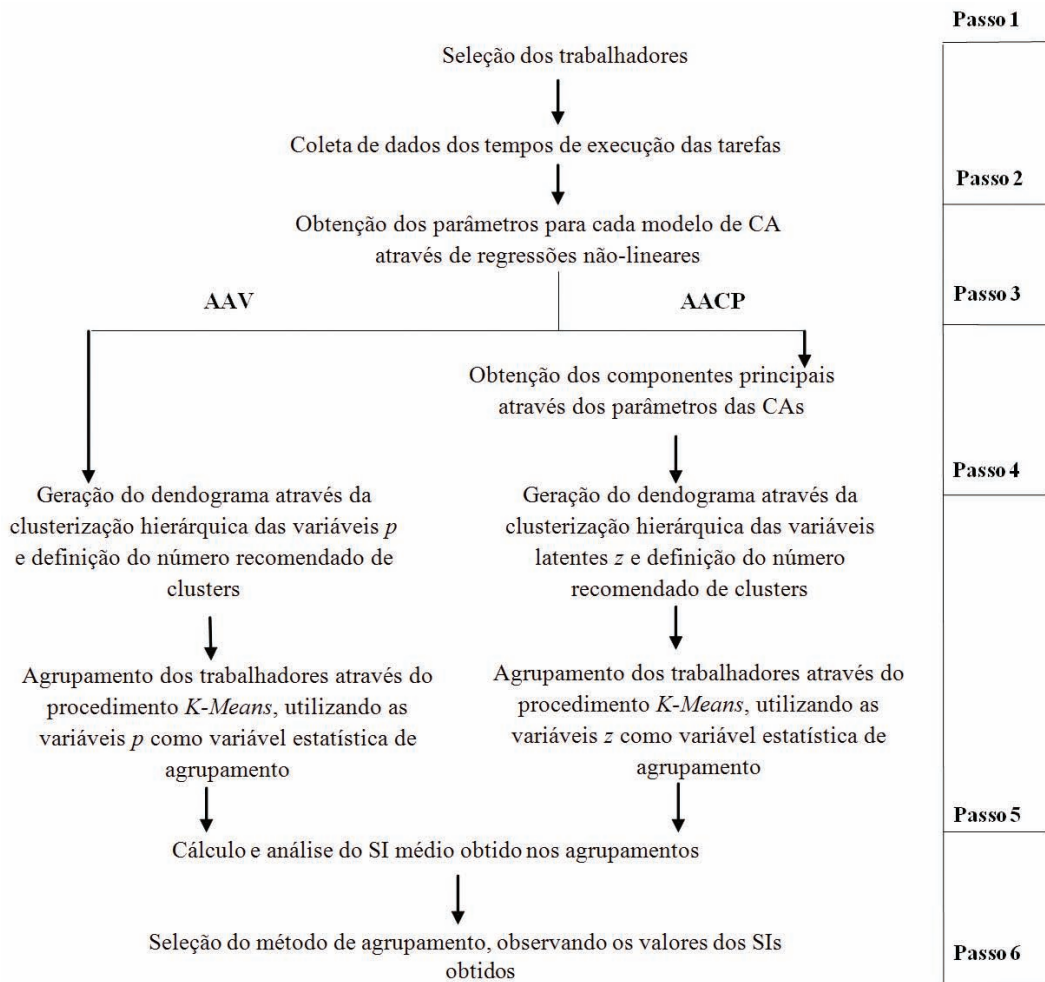 Passo 1
Seleção dos trabalhadores
Coleta de dados dos tempos de execução das tarefas
Passo 2
Obtenção dos parâmetros para cada modelo de CA
através de regressões não-lineares
Passo 3
AAV
AACP
Obtenção dos componentes principais
através dos parâmetros das CAs
Passo 4
Geração do dendograma através da
clusterização hierárquica das variáveis p
e definição do número recomendado de
clusters
Geração do dendograma através da
clusterização hierárquica das variáveis
latentes z e definição do número
recomendado de clusters
Agrupamento dos trabalhadores através do
procedimento K-Means, utilizando as
variáveis p como variável estatística de
agrupamento
Agrupamento dos trabalhadores através do
procedimento K-Means, utilizando as
variáveis z como variável estatística de
agrupamento
Passo 5
Cálculo e análise do SI médio obtido nos agrupamentos
Seleção do método de agrupamento, observando os valores dos SIs
obtidos
Passo 6